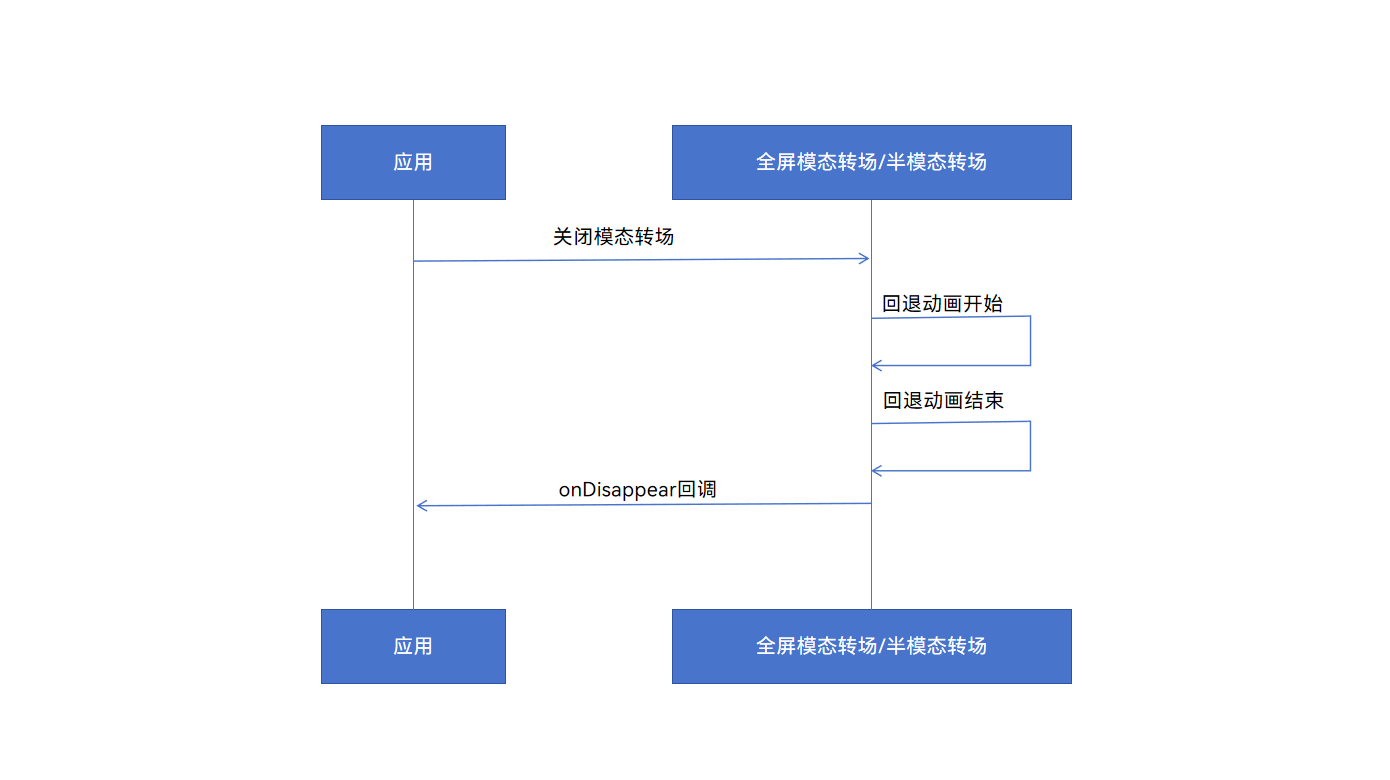 应用
全屏模态转场/半模态转场
关闭模态转场
回退动画开始
回退动画结束
onDisappear回调
应用
全屏模态转场/半模态转场